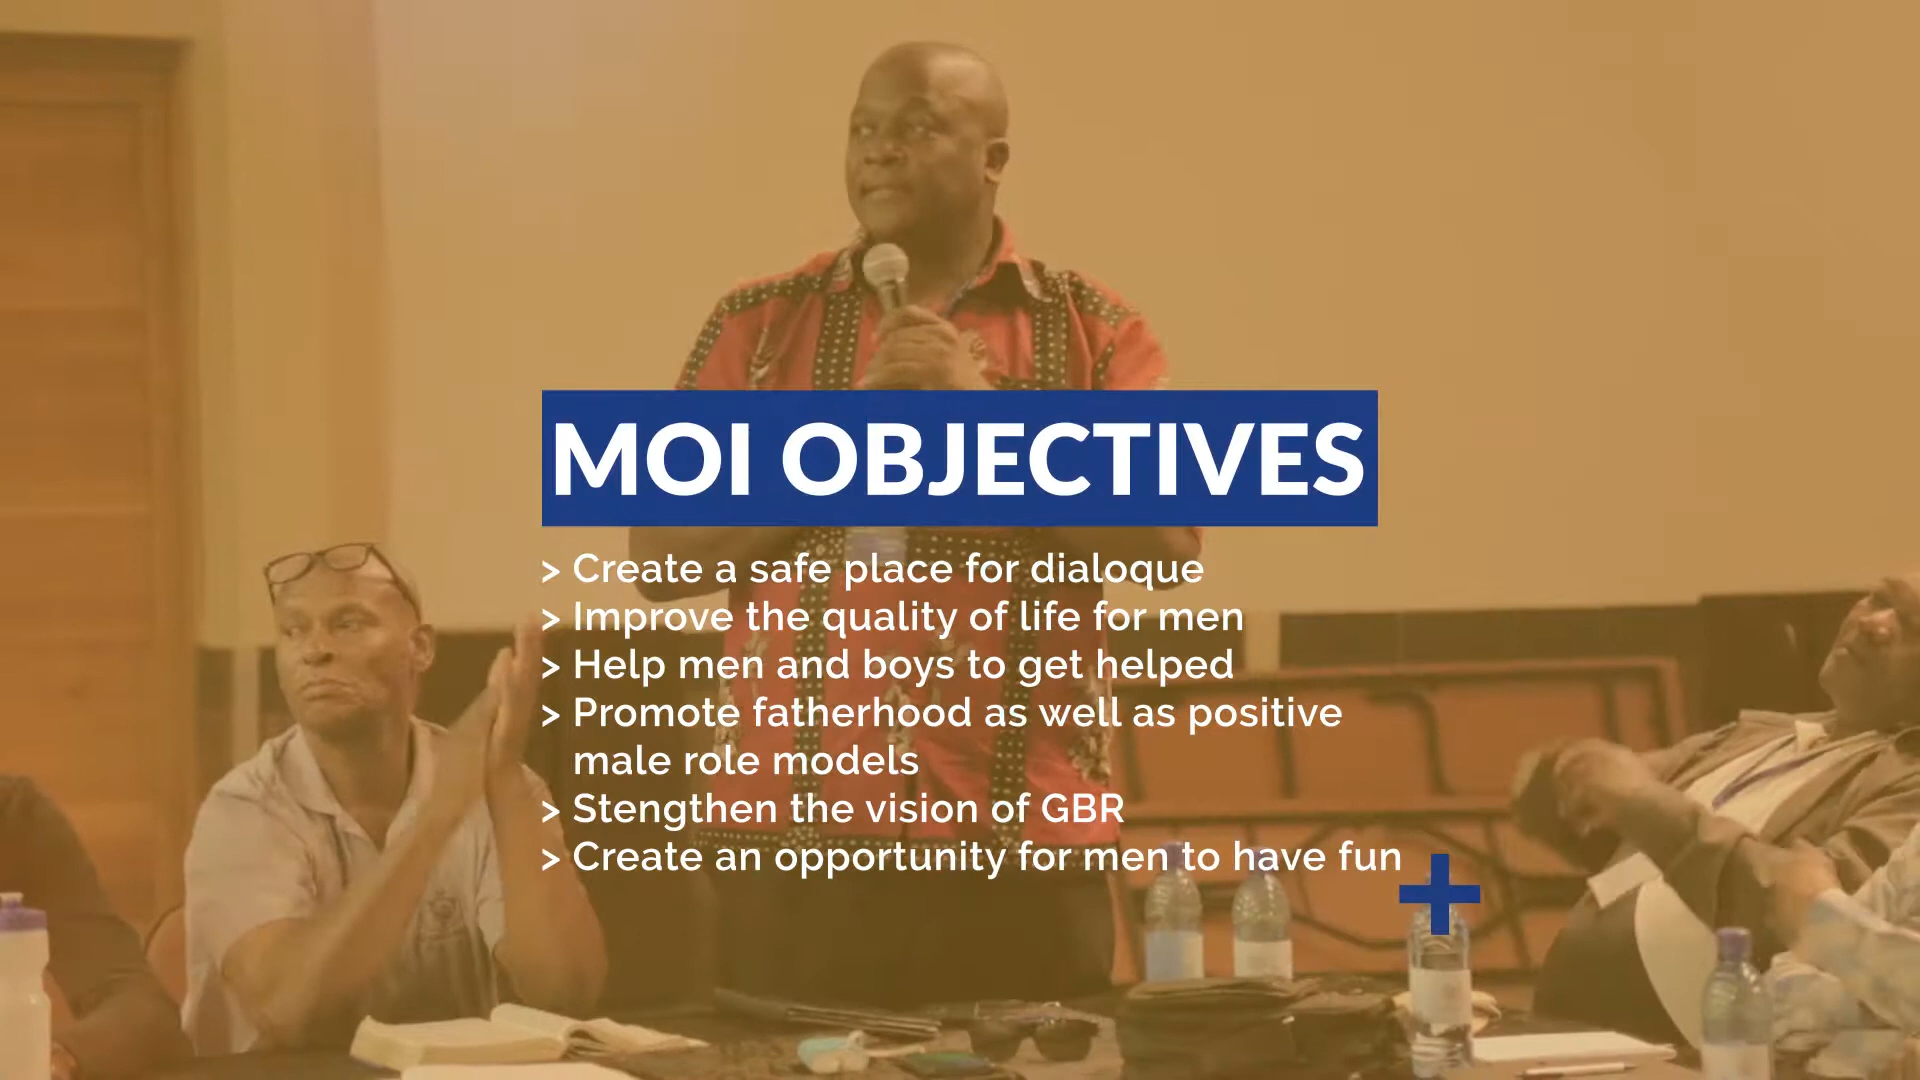 MOI OBJECTIVES
> Create a safe place for dialoque
> Improve the quality of life for men
> Help men and boys to get helped
> Promote fatherhood as well as positive
male role models
> Stengthen the vision of GBR
> Create an opportunity for men to have fun